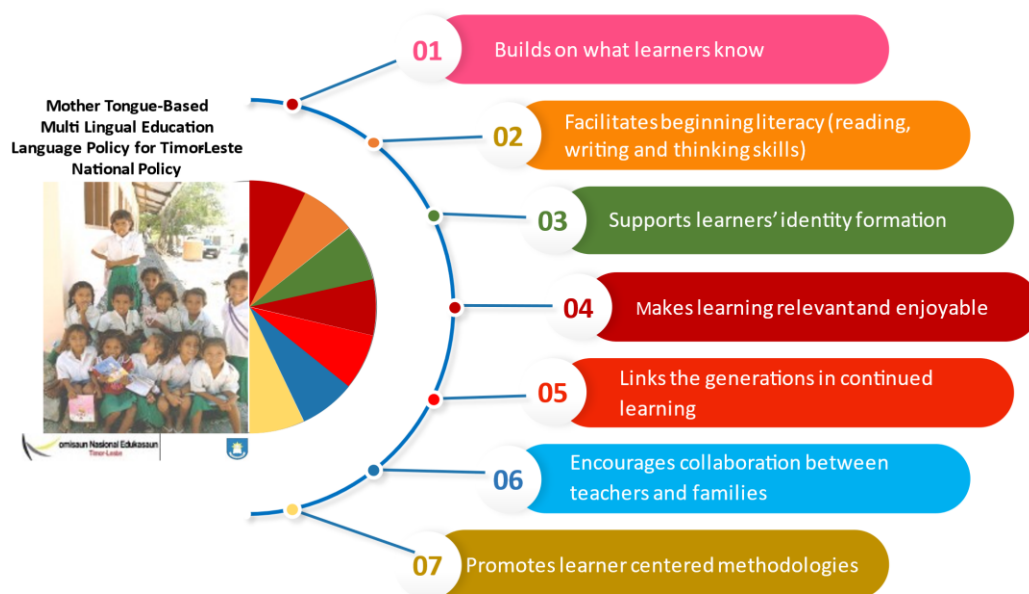 Mother Tongue-Based
Multi Lingual Education
Language Policy for Timor-Leste
National Policy
omisaun Nasional Edukasaun
Timor-Leste
01
Builds on what learners know
02
Facilitates beginning literacy (reading,
writing and thinking skills)
03
Supports learners' identity formation
04
Makes learning relevant and enjoyable
05
Links the generations in continued
learning
06
Encourages collaboration between
teachers and families
07
Promotes learner centered methodologies